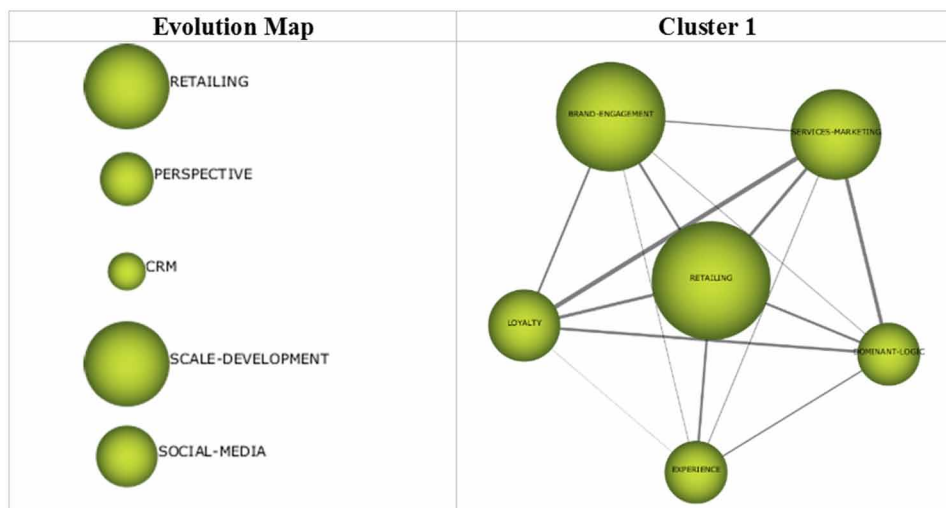 Evolution Map
Cluster 1
RETAILING
PERSPECTIVE
CRM
SCALE-DEVELOPMENT
SOCIAL-MEDIA
BRAND-ENGAGEMENT
SERVICES-MARKETING
RETAILING
LOYALTY
DOMINANT-LOGIC
EXPERIENCE